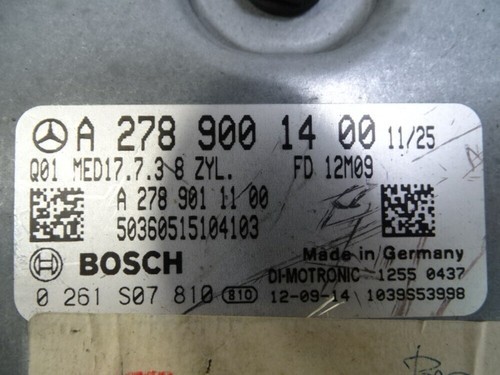 A 278 900 14 00 11/25
Q01 MED17.7.3 8 ZYL. FD 12M09
A 278 901 11 00
50360515104103
Made in Germany
BOSCH
DI-MOTRONIC 1255 0437
0 261 S07 810 810 12-09-14 1039S53998